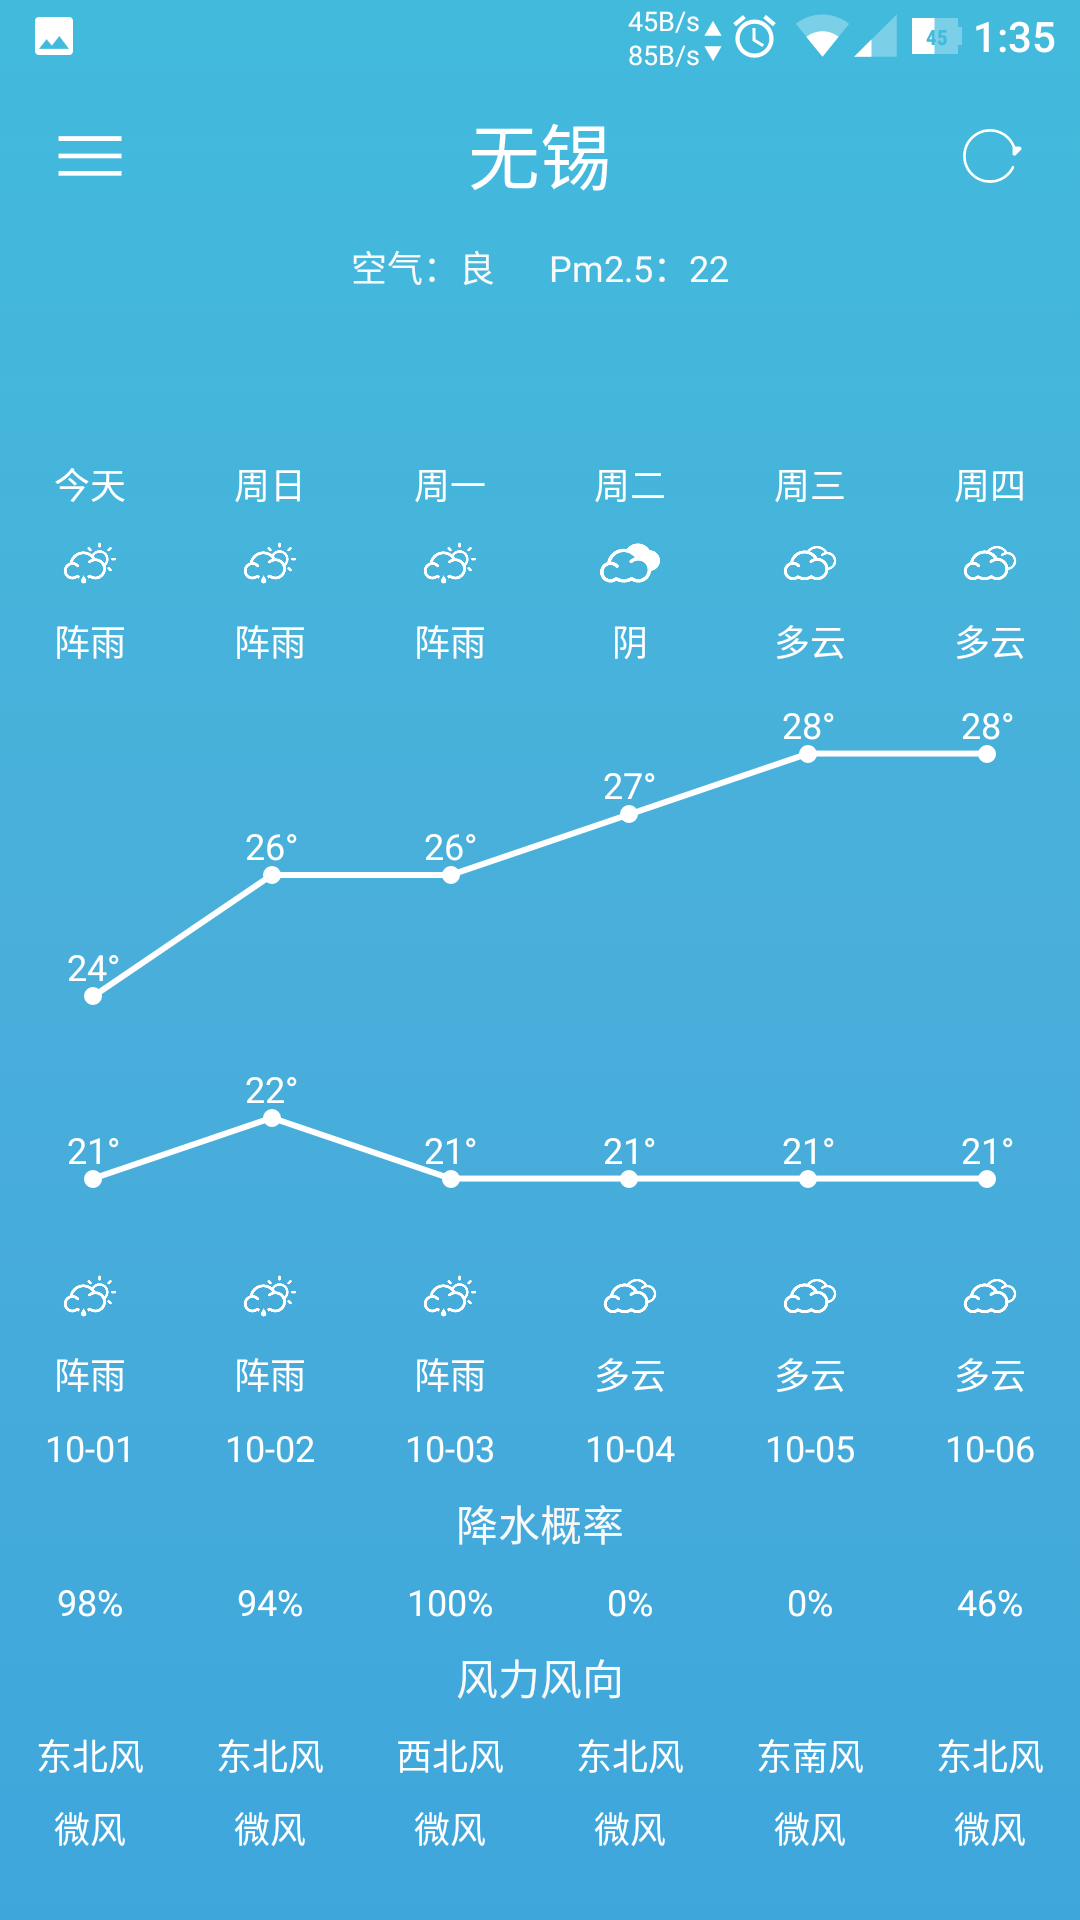 45B/s
85B/s
45
1:35
无锡
空气：良 Pm2.5：22
今天 周日 周一 周二 周三 周四
阵雨 阵雨 阵雨 阴 多云 多云
28° 28°
27°
26° 26°
24°
22°
21° 21° 21° 21° 21°
阵雨 阵雨 阵雨 多云 多云 多云
10-01 10-02 10-03 10-04 10-05 10-06
降水概率
98% 94% 100% 0% 0% 46%
风力风向
东北风 东北风 西北风 东北风 东南风 东北风
微风 微风 微风 微风 微风 微风